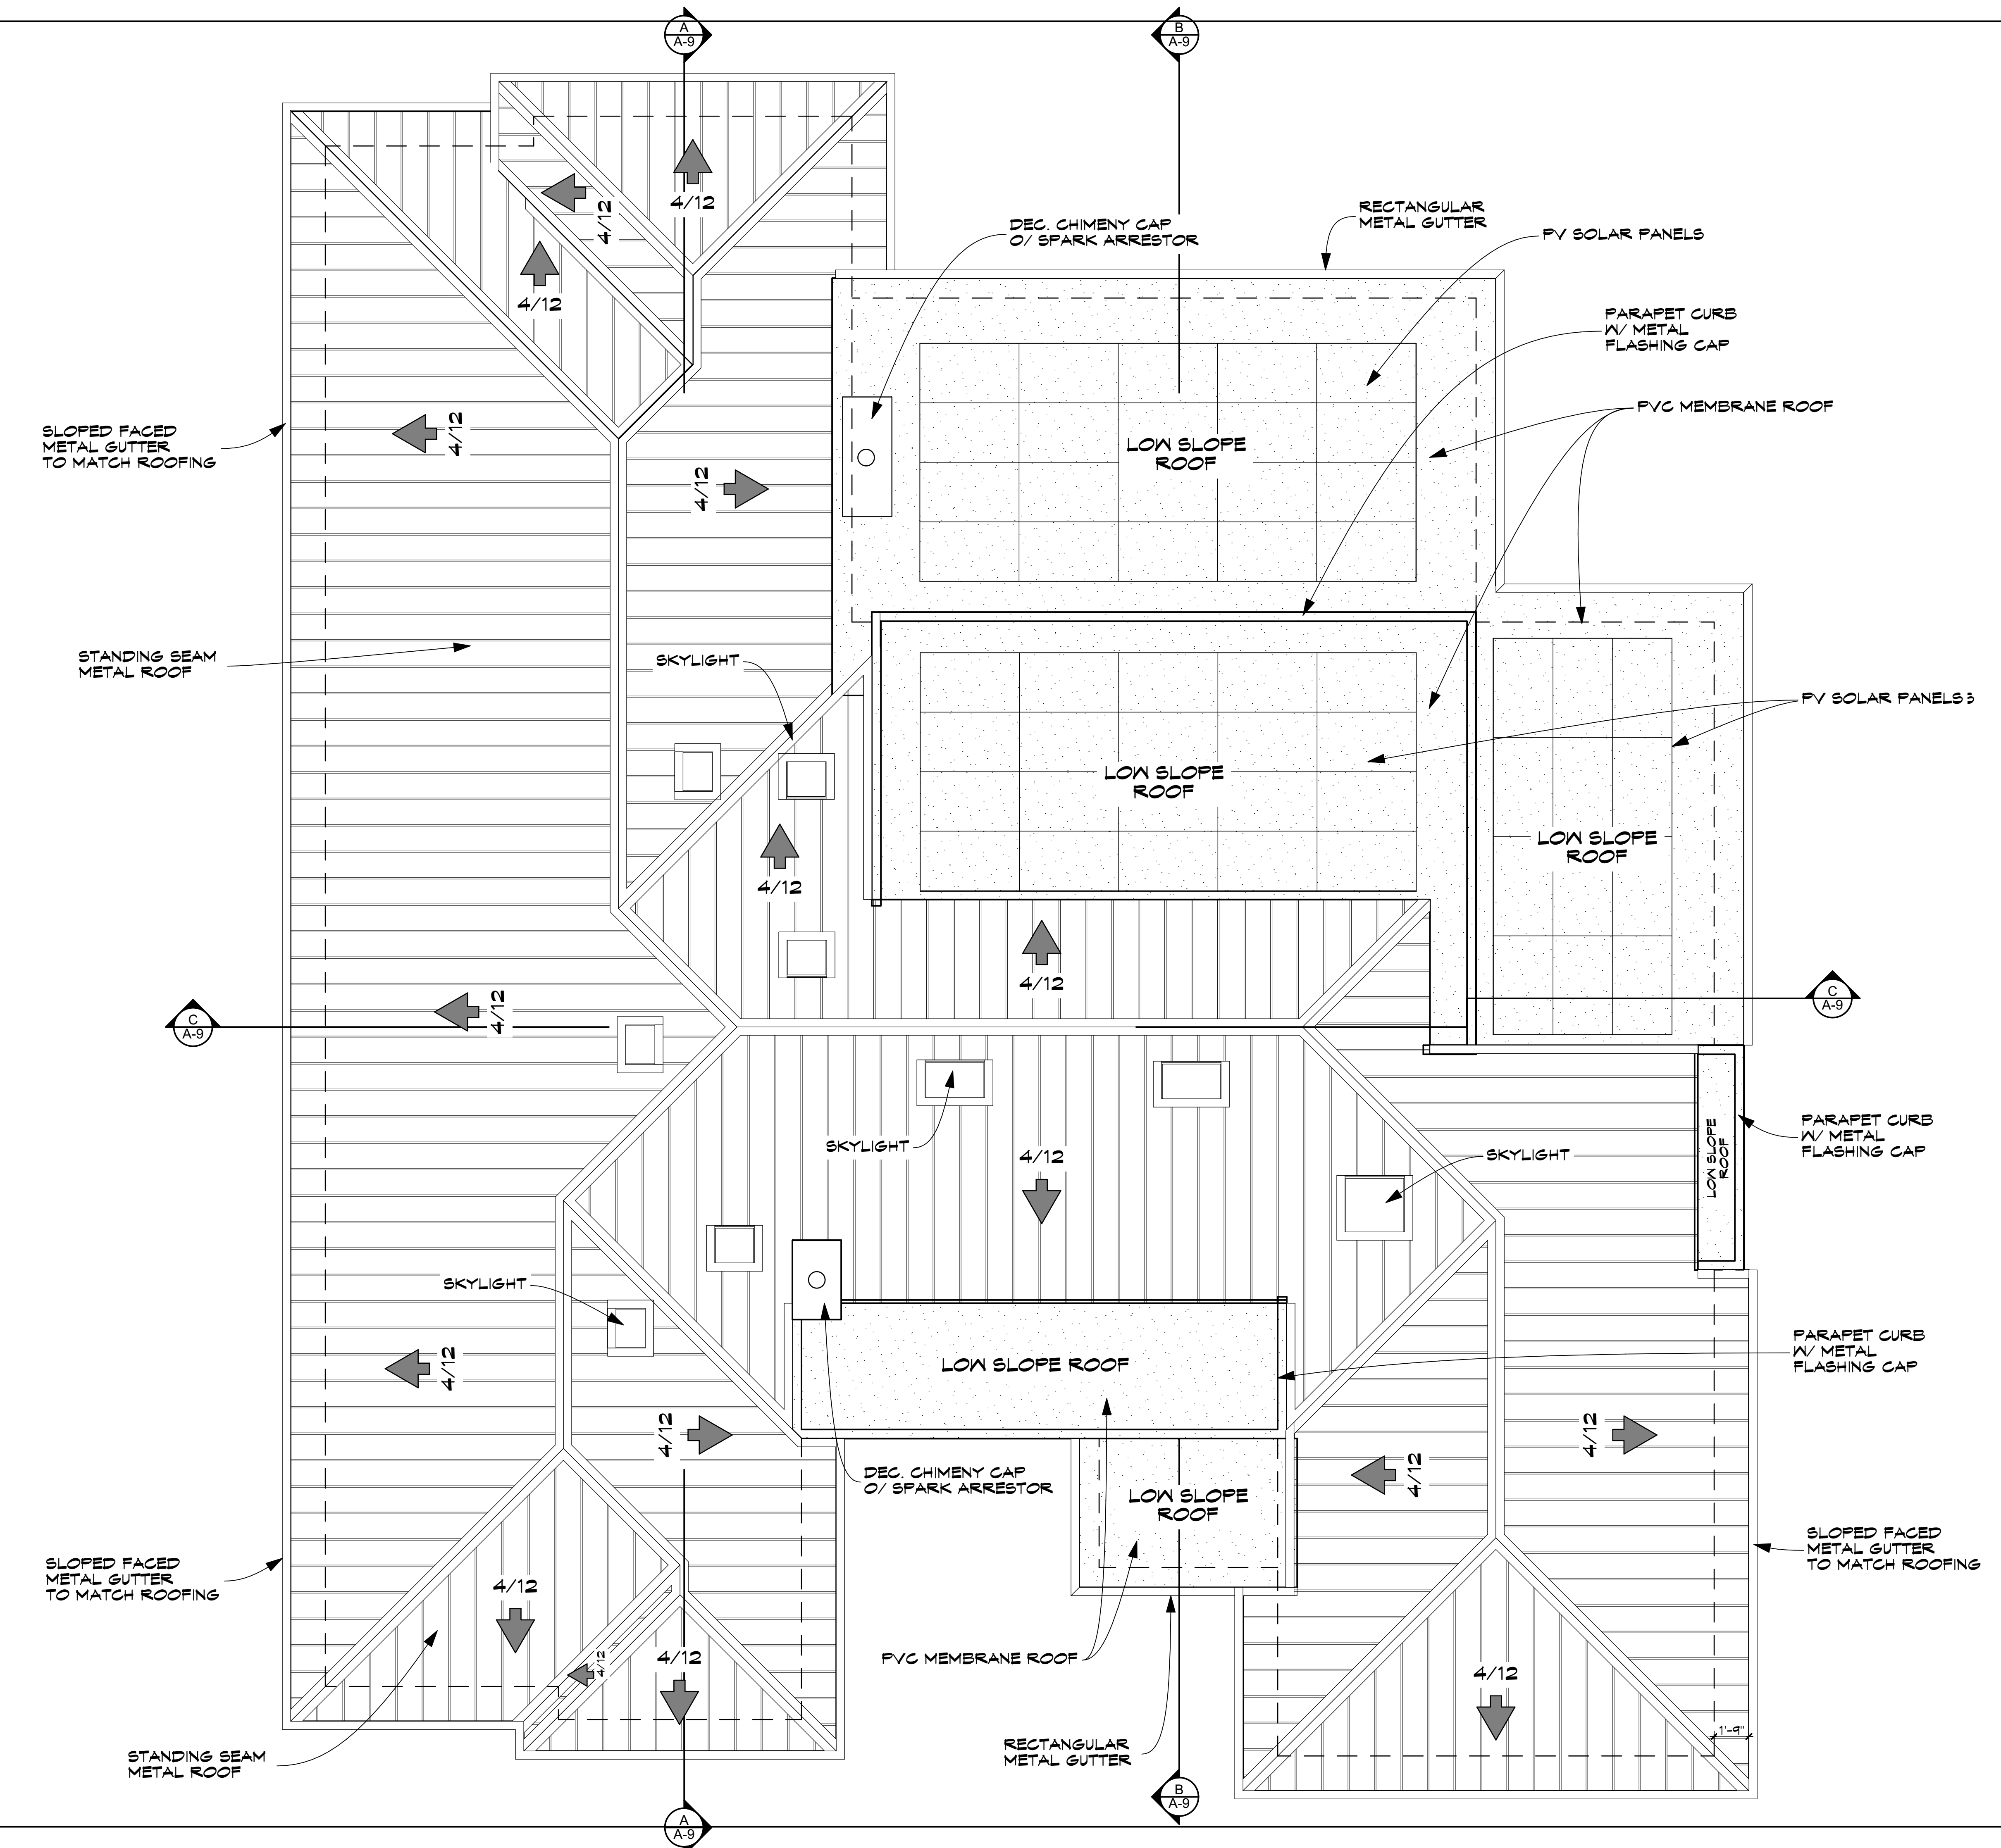 A
A-9
B
A-9
4/12
4/12
4/12
DEC. CHIMENY CAP
O/ SPARK ARRESTOR
RECTANGULAR
METAL GUTTER
PV SOLAR PANELS
PARAPET CURB
W/ METAL
FLASHING CAP
PVC MEMBRANE ROOF
SLOPED FACED
METAL GUTTER
TO MATCH ROOFING
4/12
4/12
LOW SLOPE
ROOF
STANDING SEAM
METAL ROOF
SKYLIGHT
PV SOLAR PANELS
LOW SLOPE
ROOF
LOW SLOPE
ROOF
4/12
4/12
4/12
C
A-9
C
A-9
SKYLIGHT
4/12
SKYLIGHT
LOW SLOPE
ROOF
PARAPET CURB
W/ METAL
FLASHING CAP
SKYLIGHT
4/12
LOW SLOPE ROOF
PARAPET CURB
W/ METAL
FLASHING CAP
4/12
4/12
4/12
DEC. CHIMENY CAP
O/ SPARK ARRESTOR
LOW SLOPE
ROOF
SLOPED FACED
METAL GUTTER
TO MATCH ROOFING
SLOPED FACED
METAL GUTTER
TO MATCH ROOFING
4/12
4/12
4/12
PVC MEMBRANE ROOF
4/12
1'-9"
STANDING SEAM
METAL ROOF
RECTANGULAR
METAL GUTTER
A
A-9
B
A-9